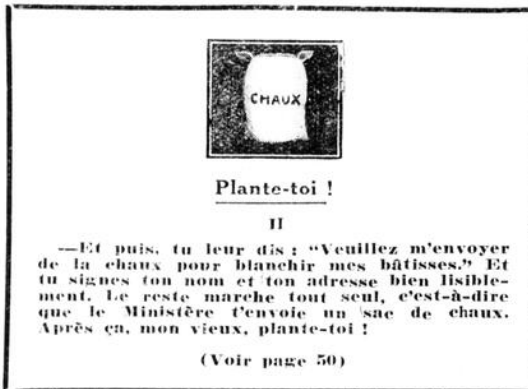 CHAUX
Plante-toi !
II
—Et puis, tu leur dis : "Veuillez m'envoyer
de la chaux pour blanchir mes bâtisses." Et
tu signes ton nom et ton adresse bien lisible-
ment. Le reste marche tout seul, c'est-à-dire
que le Ministère t'envoie un sac de chaux.
Après ça, mon vieux, plante-toi !
(Voir page 50)